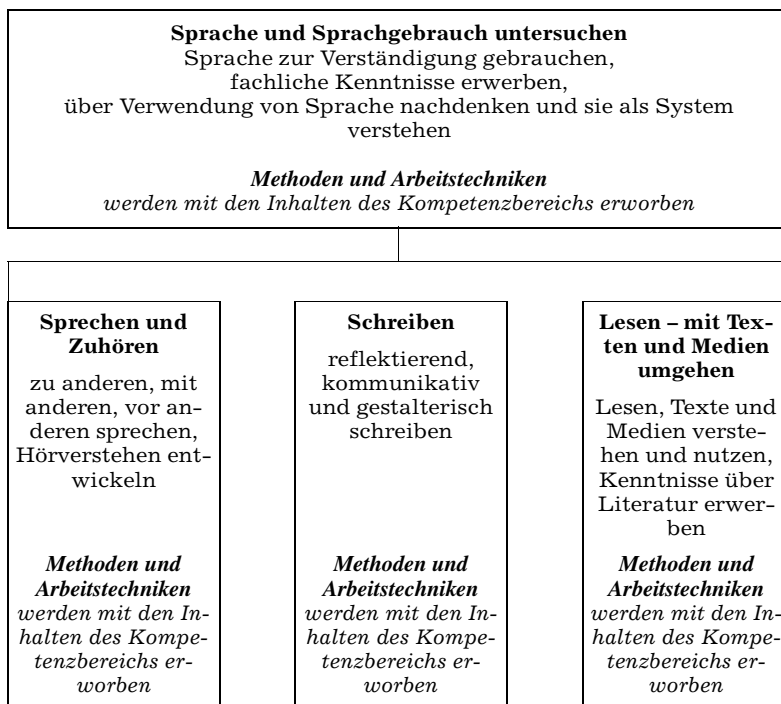 Sprache und Sprachgebrauch untersuchen
Sprache zur Verständigung gebrauchen,
fachliche Kenntnisse erwerben,
über Verwendung von Sprache nachdenken und sie als System
verstehen
Methoden und Arbeitstechniken
werden mit den Inhalten des Kompetenzbereichs erworben
Sprechen und
Zuhören
zu anderen, mit
anderen, vor an-
deren sprechen,
Hörverstehen ent-
wickeln
Methoden und
Arbeitstechniken
werden mit den In-
halten des Kompe-
tenzbereichs er-
worben
Schreiben
reflektierend,
kommunikativ
und gestalterisch
schreiben
Methoden und
Arbeitstechniken
werden mit den In-
halten des Kompe-
tenzbereichs er-
worben
Lesen – mit Tex-
ten und Medien
umgehen
Lesen, Texte und
Medien verste-
hen und nutzen,
Kenntnisse über
Literatur erwer-
ben
Methoden und
Arbeitstechniken
werden mit den In-
halten des Kompe-
tenzbereichs er-
worben